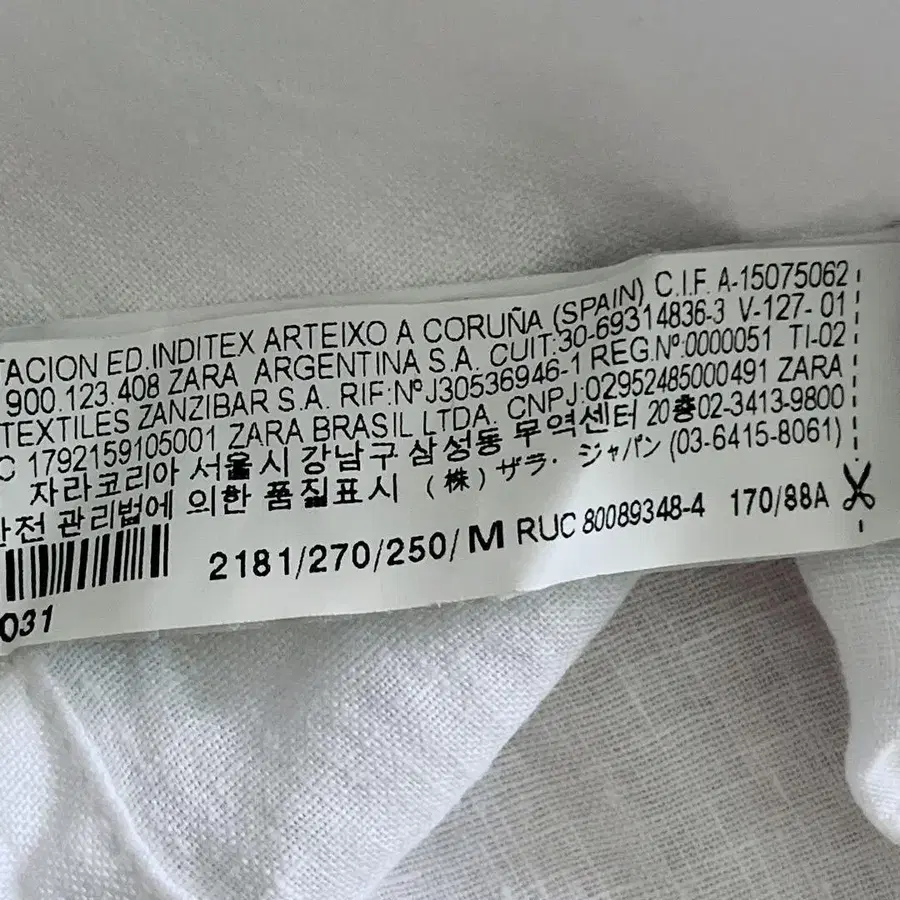 TACION ED.INDITEX ARTEIXO A CORUÑA (SPAIN) C.I.F. A-15075062
900.123.408 ZARA ARGENTINA S.A. CUIT:30-69314836-3 V-127-01
TEXTILES ZANZIBAR S.A. RIF:Nº J30536946-1 REG.Nº:0000051 TI-02
C 1792159105001 ZARA BRASIL LTDA. CNPJ:02952485000491 ZARA
자라코리아 서울시 강남구 삼성동 무역센터 20층02-3413-9800
안전 관리법에 의한 품질표시 (株) ザラ・ジャパン (03-6415-8061)
2181/270/250/ M RUC 80089348-4 170/88A
031